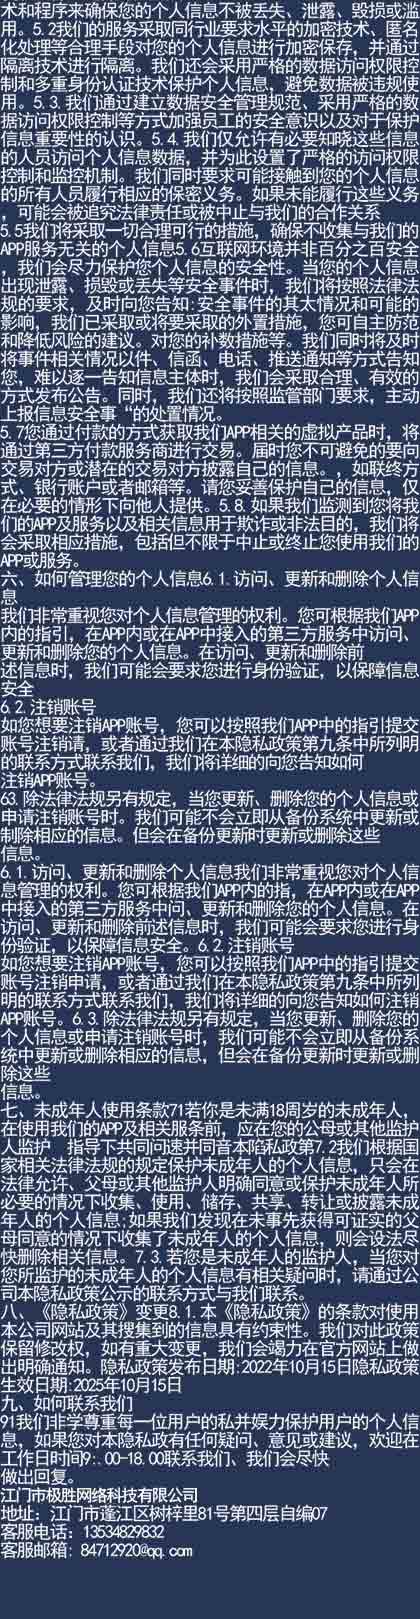 术和程序来确保您的个人信息不被丢失、泄露、毁损或滥
用。5.2我们的服务采取同行业要求水平的加密技术、匿名
化处理等合理手段对您的个人信息进行加密保存，并通过
隔离技术进行隔离。我们还会采用严格的数据访问权限控
制和多重身份认证技术保护个人信息，避免数据被违规使
用。5.3.我们通过建立数据安全管理规范、采用严格的数
据访问权限控制等方式加强员工的安全意识以及对于保护
信息重要性的认识。5.4.我们仅允许有必要知晓这些信息
的人员访问个人信息数据，并为此设置了严格的访问权限
控制和监控机制。我们同时要求可能接触到您的个人信息
的所有人员履行相应的保密义务。如果未能履行这些义务
，可能会被追究法律责任或被中止与我们的合作关系
5.5我们将采取一切合理可行的措施，确保不收集与我们的
APP服务无关的个人信息5.6互联网环境并非百分之百安全
，我们会尽力保护您个人信息的安全性。当您的个人信息
出现泄露、损毁或丢失等安全事件时，我们将按照法律法
规的要求，及时向您告知:安全事件的其太情况和可能的
影响，我们已采取或将要采取的外置措施，您可自主防范
和降低风险的建议。对您的补数措施等。我们同时将及时
将事件相关情况以件、信函、电话、推送通知等方式告知
您，难以逐一告知信息主体时，我们会采取合理、有效的
方式发布公告。同时，我们还将按照监管部门要求，主动
上报信息安全事“的处置情况。
5.7您通过付款的方式获取我们APP相关的虚拟产品时，将
通过第三方付款服务商进行交易。届时您不可避免的要向
交易对方或潜在的交易对方披露自己的信息。，如联终方
式、银行账户或者邮箱等。请您妥善保护自己的信息，仅
在必要的情形下向他人提供。5.8.如果我们监测到您将我
们的APP及服务以及相关信息用于欺诈或非法目的，我们将
会采取相应措施，包括但不限于中止或终止您使用我们的
APP或服务。
六、如何管理您的个人信息6.1.访问、更新和删除个人信
息
我们非常重视您对个人信息管理的权利。您可根据我们APP
内的指引，在APP内或在APP中接入的第三方服务中访问、
更新和删除您的个人信息。在访问、更新和删除前
述信息时，我们可能会要求您进行身份验证，以保障信息
安全
6.2.注销账号
如您想要注销APP账号，您可以按照我们APP中的指引提交
账号注销请，或者通过我们在本隐私政策第九条中所列明
的联系方式联系我们，我们将详细的向您告知如何
注销APP账号。
63.除法律法规另有规定，当您更新、删除您的个人信息或
申请注销账号时。我们可能不会立即从备份系统中更新或
制除相应的信息。但会在备份更新时更新或删除这些
信息。
6.1.访问、更新和删除个人信息我们非常重视您对个人信
息管理的权利。您可根据我们APP内的指，在APP内或在APP
中接入的第三方服务中问、更新和删除您的个人信息。在
访问、更新和删除前述信息时，我们可能会要求您进行身
份验证，以保障信息安全。6.2.注销账号
如您想要注销APP账号，您可以按照我们APP中的指引提交
账号注销申请，或者通过我们在本隐私政策第九条中所列
明的联系方式联系我们，我们将详细的向您告知如何注销
APP账号。6.3.除法律法规另有规定，当您更新、删除您的
个人信息或申请注销账号时，我们可能不会立即从备份系
统中更新或删除相应的信息，但会在备份更新时更新或删
除这些
信息。
七、未成年人使用条款71若你是未满18周岁的未成年人，
在使用我们的APP及相关服条前，应在您的公母或其他监护
人监护 指导下共同问速并同音本陷私政第7.2我们根据国
家相关法律法规的规定保护未成年人的个人信息，只会在
法律允许、父母或其他监护人明确同意或保护未成年人所
必要的情况下收集、使用、储存、共享、转让或披露未成
年人的个人信息;如果我们发现在未事先获得可证实的父
母同意的情况下收集了未成年人的个人信息，则会设法尽
快删除相关信息。7.3.若您是未成年人的监护人，当您对
您所监护的未成年人的个人信息有相关疑问时，请通过公
司本隐私政策公示的联系方式与我们联系。
八、《隐私政策》变更8.1.本《隐私政策》的条款对使用
本公司网站及其搜集到的信息具有约束性。我们对此政策
保留修改权，如有重大变更，我们会竭力在官方网站上做
出明确通知。隐私政策发布日期:2022年10月15日隐私政策
生效日期:2025年10月15日
九、如何联系我们
91我们非学尊重每一位用户的私并娱力保护用户的个人信
息，如果您对本隐私政有任何疑问、意见或建议，欢迎在
工作日时间9:.00-18.00联系我们、我们会尽快
做出回复。
江门市极胜网络科技有限公司
地址：江门市蓬江区树梓里81号第四层自编07
客服电话：13534829832
客服邮箱：84712920@qq.com